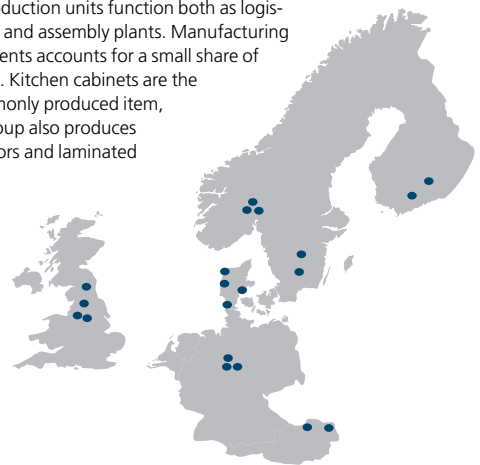 oduction units function both as logis-
and assembly plants. Manufacturing
ents accounts for a small share of
. Kitchen cabinets are the
monly produced item,
oup also produces
ors and laminated